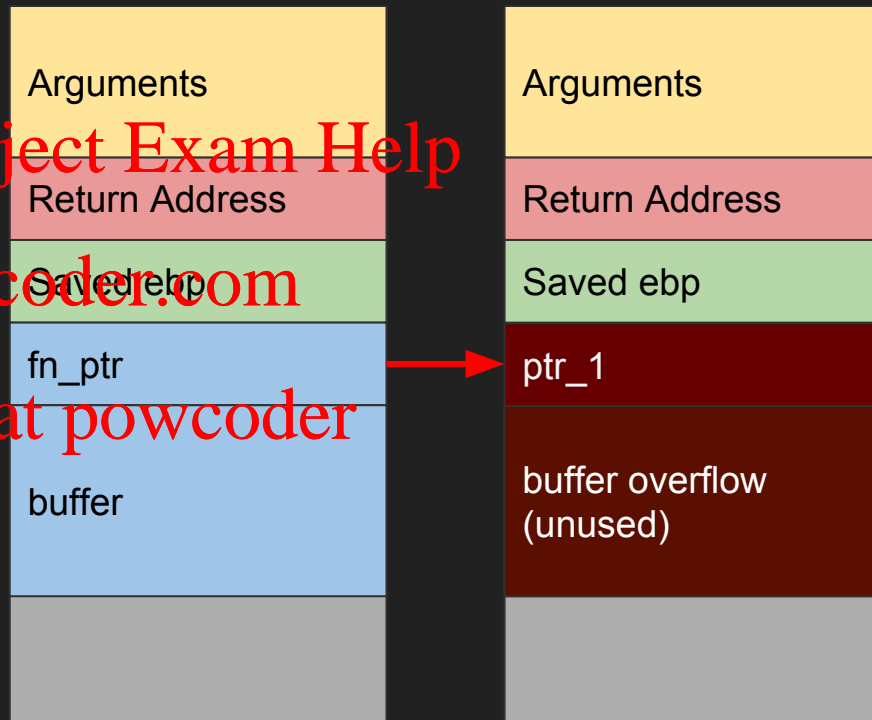 Arguments
Arguments
ject Exam Help
Return Address
Return Address
Saved ebp
coder.com
Saved ebp
fn_ptr
ptr_1
at powcoder
buffer
buffer overflow
(unused)